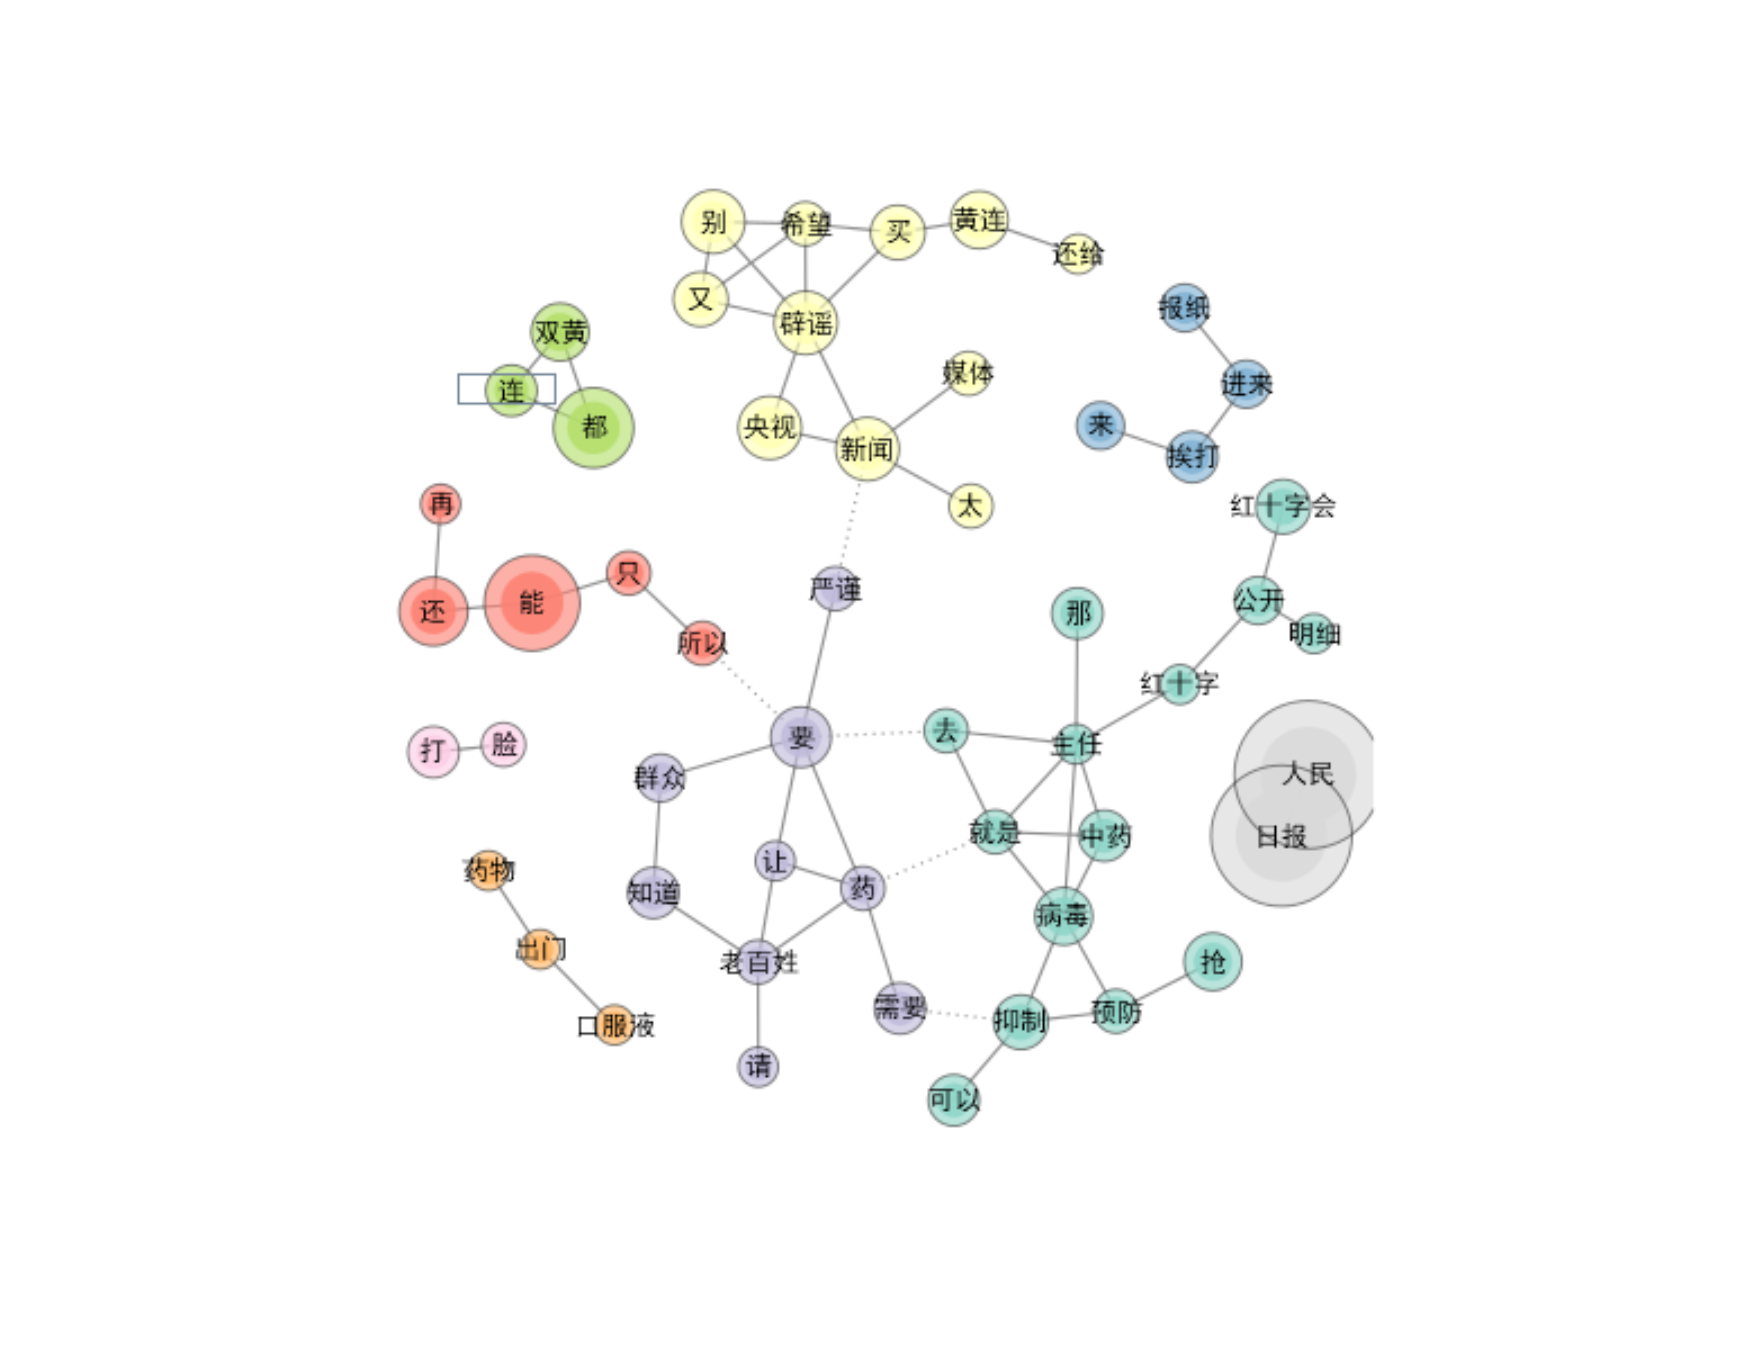 别
希望
买
黄连
还给
又
辟谣
双黄
连
都
报纸
进来
来
挨打
媒体
央视
新闻
太
再
还
能
只
所以
严谨
红十字会
公开
明细
那
红十字
打
脸
要
去
主任
人民
日报
群众
就是
中药
让
药
知道
药物
病毒
出门
老百姓
抢
口服液
需要
抑制
预防
请
可以